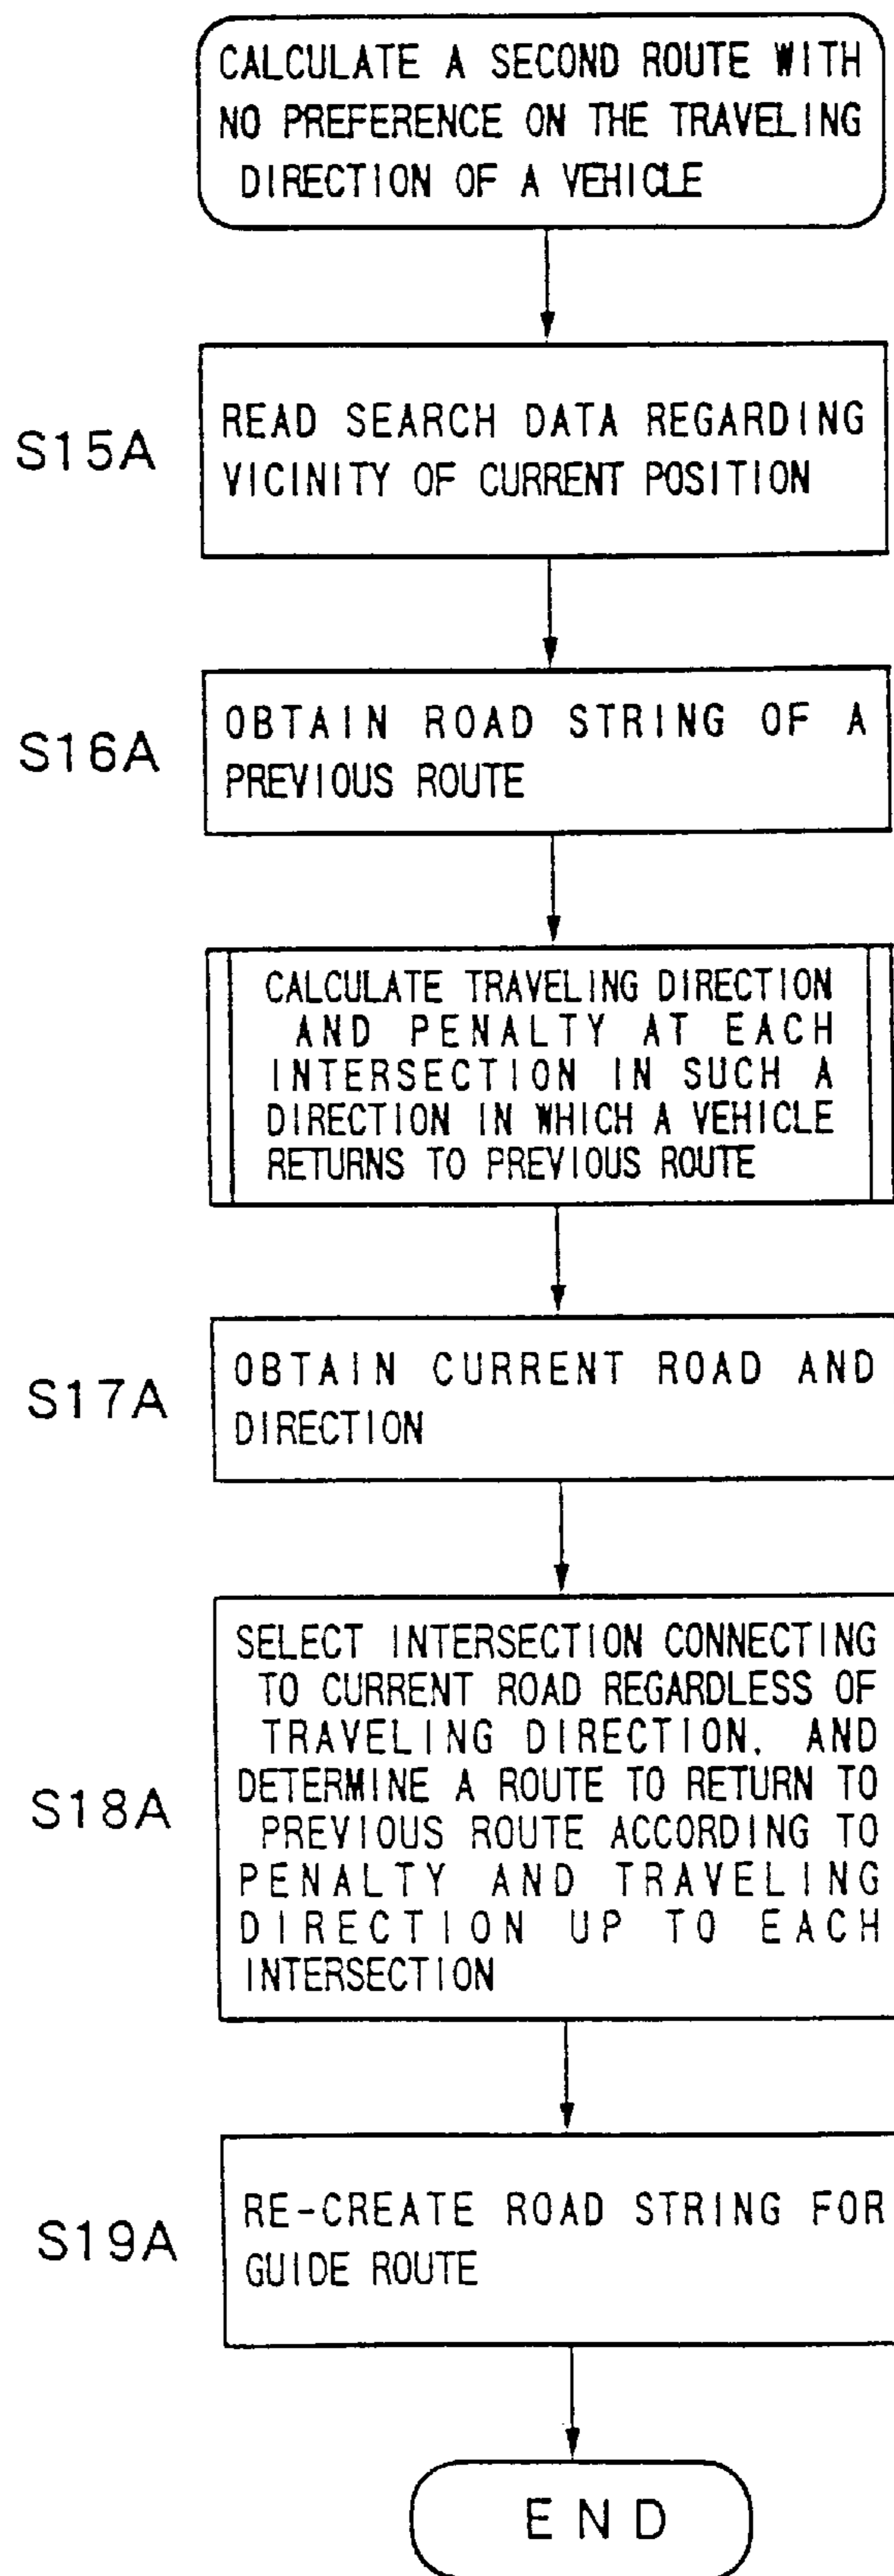 CALCULATE A SECOND ROUTE WITH
NO PREFERENCE ON THE TRAVELING
DIRECTION OF A VEHICLE
S15A
READ SEARCH DATA REGARDING
VICINITY OF CURRENT POSITION
S16A
OBTAIN ROAD STRING OF A
PREVIOUS ROUTE
CALCULATE TRAVELING DIRECTION
AND PENALTY AT EACH
INTERSECTION IN SUCH A
DIRECTION IN WHICH A VEHICLE
RETURNS TO PREVIOUS ROUTE
S17A
OBTAIN CURRENT ROAD AND
DIRECTION
S18A
SELECT INTERSECTION CONNECTING
TO CURRENT ROAD REGARDLESS OF
TRAVELING DIRECTION, AND
DETERMINE A ROUTE TO RETURN TO
PREVIOUS ROUTE ACCORDING TO
PENALTY AND TRAVELING
DIRECTION UP TO EACH
INTERSECTION
S19A
RE-CREATE ROAD STRING FOR
GUIDE ROUTE
END